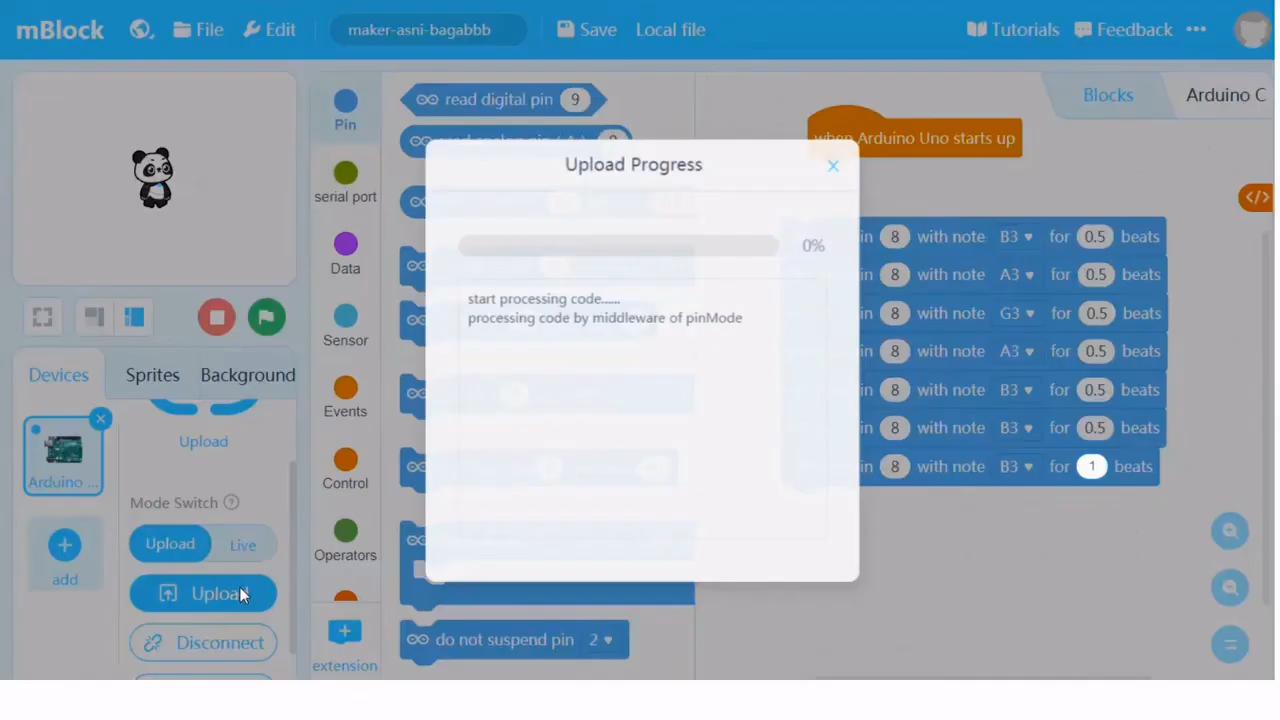 mBlock
File
Edit
maker-asni-bagabbb
Save
Local file
Tutorials
Feedback
Pin
serial port
Data
Sensor
Events
Control
Operators
extension
read digital pin 9
do not suspend pin 2
Blocks
Arduino C
when Arduino Uno starts up
in 8 with note B3 for 0.5 beats
in 8 with note A3 for 0.5 beats
in 8 with note G3 for 0.5 beats
in 8 with note A3 for 0.5 beats
in 8 with note B3 for 0.5 beats
in 8 with note B3 for 0.5 beats
in 8 with note B3 for 1 beats
Upload Progress
0%
start processing code......
processing code by middleware of pinMode
Devices
Sprites
Background
Arduino ...
add
Upload
Mode Switch
Upload
Live
Upload
Disconnect